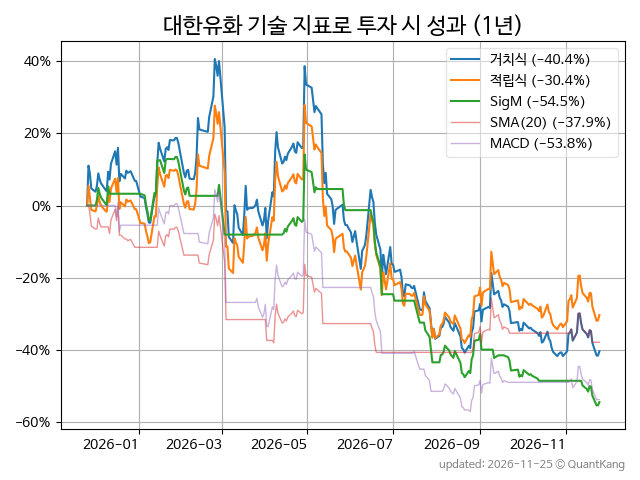 대한유화 기술 지표로 투자 시 성과 (1년)
거치식 (−40.4%)
적립식 (−30.4%)
SigM (−54.5%)
SMA(20) (−37.9%)
MACD (−53.8%)
40%
20%
0%
−20%
−40%
−60%
2026-01 2026-03 2026-05 2026-07 2026-09 2026-11
updated: 2026-11-25 © QuantKang